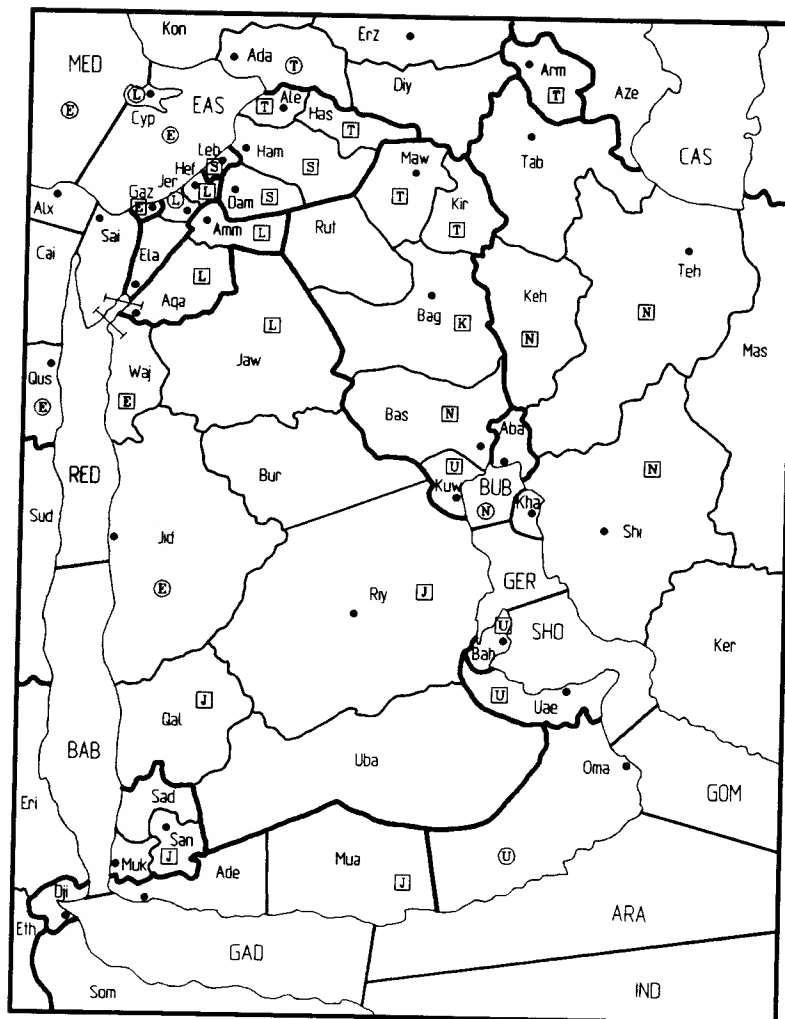 Kon
Erz
MED
Ada
T
Arm
Ale
Diy
T
Aze
L
EAS
Cyp
E
E
T
Has
T
CAS
Tab
Leb
Ham
Maw
S
Hef
S
Jer
L
T
Kir
T
Gaz
E
L
Dam
S
Alx
Sai
Amm
L
Rut
Cai
Ela
Teh
Aqa
L
Keh
Bag
K
N
N
L
Jaw
Mas
Waj
E
Qus
E
Bas
N
Aba
Bur
U
N
RED
Kuw
BUB
N
Kha
Sud
Jid
Shi
E
GER
Riy
J
U
SHO
Ker
Bah
Qal
J
U
Uae
BAB
Uba
Oma
GOM
Sad
Eri
San
Muk
J
Ade
Mua
J
U
Dji
ARA
Eth
GAD
Som
IND